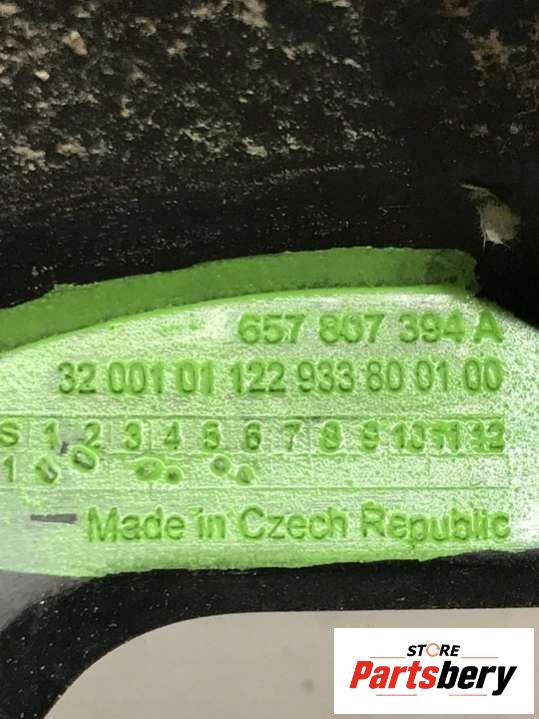 657 807 394 A
32 001 01 122 933 80 01 00
S 1 2 3 4 5 6 7 8 9 10 11 12
1
Made in Czech Republic
STORE
Partsbery